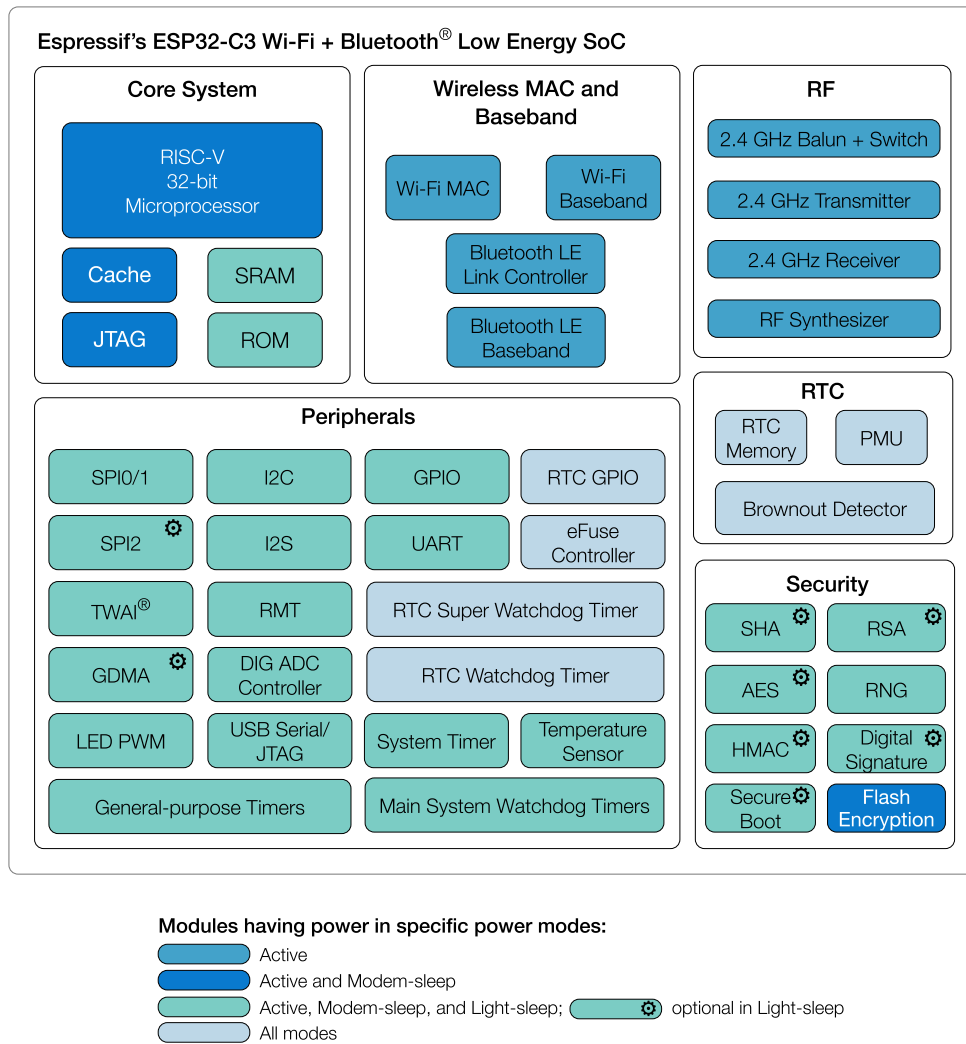 Espressif's ESP32-C3 Wi-Fi + Bluetooth® Low Energy SoC
Core System
RISC-V
32-bit
Microprocessor
Cache
SRAM
JTAG
ROM
Wireless MAC and
Baseband
Wi-Fi MAC
Wi-Fi
Baseband
Bluetooth LE
Link Controller
Bluetooth LE
Baseband
RF
2.4 GHz Balun + Switch
2.4 GHz Transmitter
2.4 GHz Receiver
RF Synthesizer
RTC
RTC
Memory
PMU
Brownout Detector
Peripherals
SPI0/1
I2C
GPIO
RTC GPIO
SPI2
I2S
UART
eFuse
Controller
TWAI®
RMT
RTC Super Watchdog Timer
GDMA
DIG ADC
Controller
RTC Watchdog Timer
LED PWM
USB Serial/
JTAG
System Timer
Temperature
Sensor
General-purpose Timers
Main System Watchdog Timers
Security
SHA
RSA
AES
RNG
HMAC
Digital
Signature
Secure
Boot
Flash
Encryption
Modules having power in specific power modes:
Active
Active and Modem-sleep
Active, Modem-sleep, and Light-sleep;
optional in Light-sleep
All modes